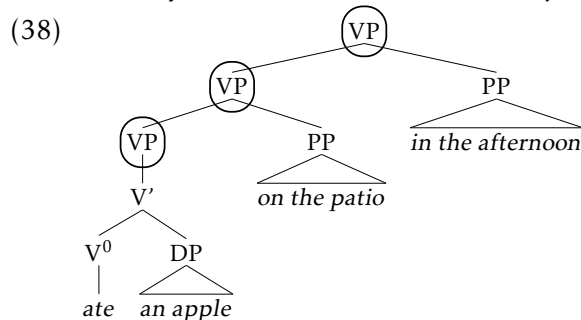 (38)
VP
VP PP
VP PP in the afternoon
V’ on the patio
V⁰ DP
ate an apple